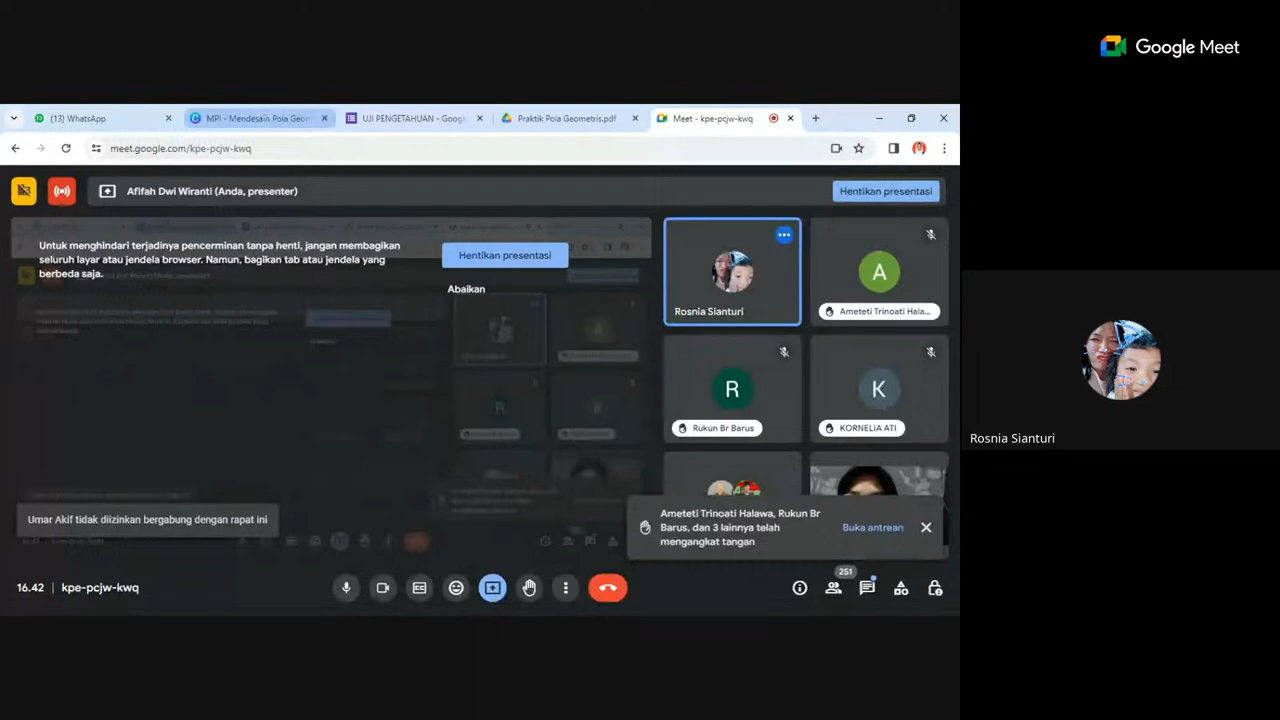 Google Meet
(13) WhatsApp
MPI - Mendesain Pola Geom
UJI PENGETAHUAN - Googl
Praktik Pola Geometris.pdf
Meet - kpe-pcjw-kwq
meet.google.com/kpe-pcjw-kwq
Afifah Dwi Wiranti (Anda, presenter)
Hentikan presentasi
Untuk menghindari terjadinya pencerminan tanpa henti, jangan membagikan
seluruh layar atau jendela browser. Namun, bagikan tab atau jendela yang
berbeda saja.
Hentikan presentasi
Abaikan
Rosnia Sianturi
A
Ameteti Trinoati Hala...
R
Rukun Br Barus
K
KORNELIA ATI
Umar Akif tidak diizinkan bergabung dengan rapat ini
Ameteti Trinoati Halawa, Rukun Br
Barus, dan 3 lainnya telah
mengangkat tangan
Buka antrean
16.42 | kpe-pcjw-kwq
251
Rosnia Sianturi